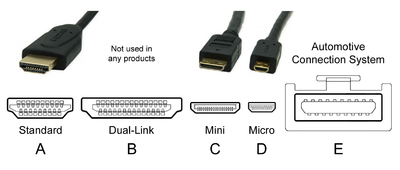 Not used in
any products
Automotive
Connection System
Standard
Dual-Link
Mini
Micro
A
B
C
D
E